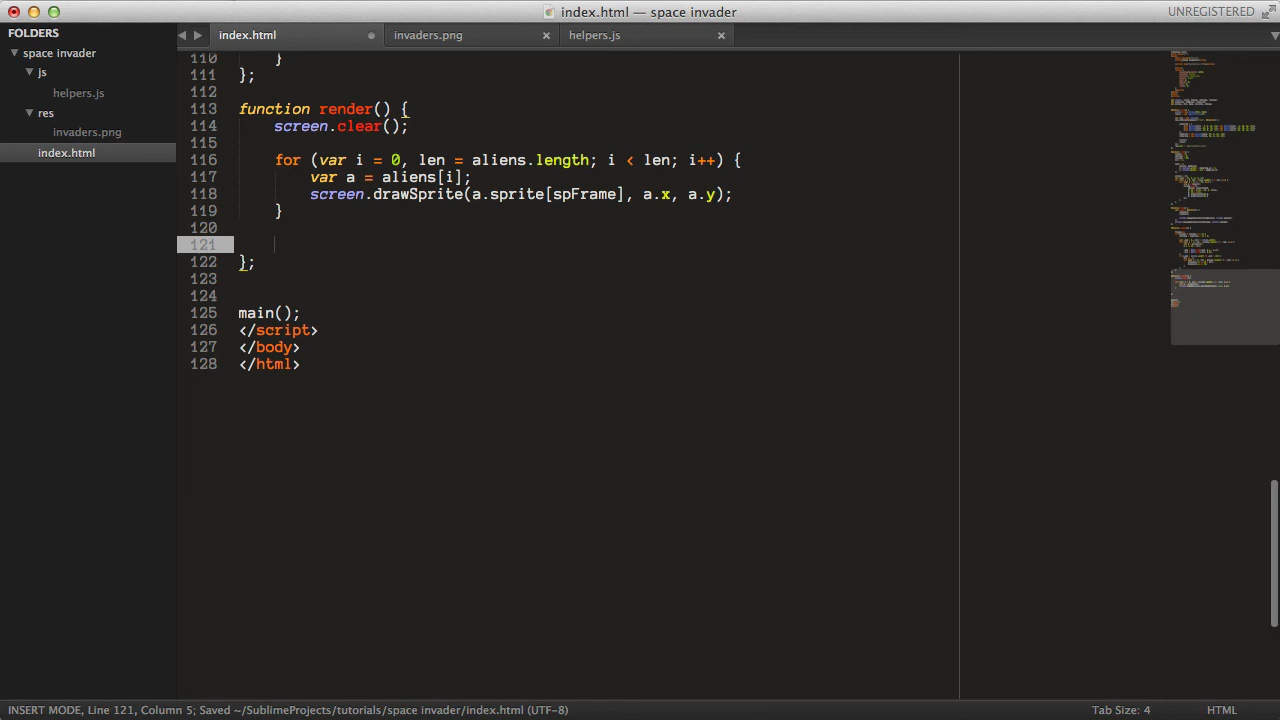 index.html — space invader
UNREGISTERED
FOLDERS
space invader
js
helpers.js
res
invaders.png
index.html
index.html
invaders.png
helpers.js
110 }
111 };
112
113 function render() {
114 screen.clear();
115
116 for (var i = 0, len = aliens.length; i < len; i++) {
117 var a = aliens[i];
118 screen.drawSprite(a.sprite[spFrame], a.x, a.y);
119 }
120
121
122 };
123
124
125 main();
126 </script>
127 </body>
128 </html>
INSERT MODE, Line 121, Column 5; Saved ~/SublimeProjects/tutorials/space invader/index.html (UTF-8)
Tab Size: 4
HTML